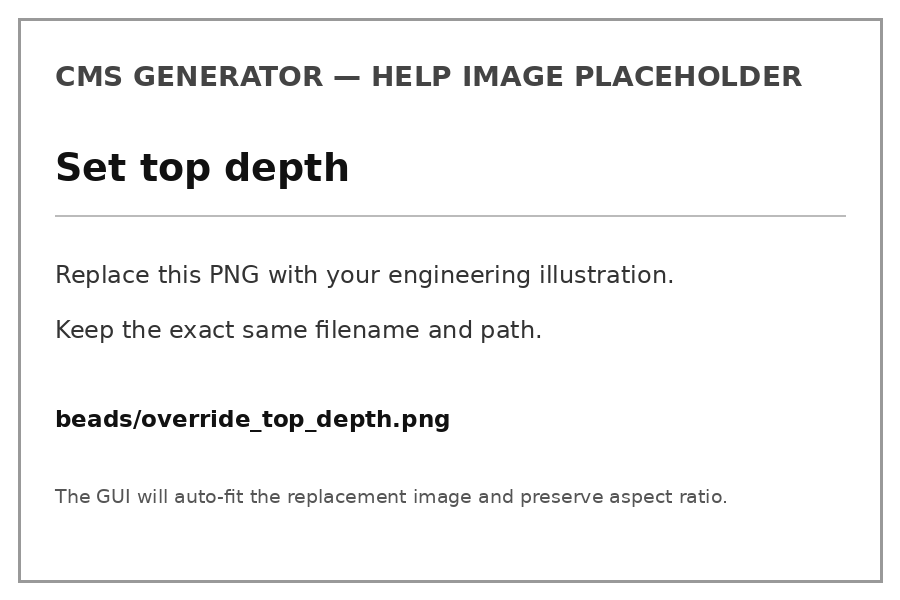 CMS GENERATOR — HELP IMAGE PLACEHOLDER
Set top depth
Replace this PNG with your engineering illustration.
Keep the exact same filename and path.
beads/override_top_depth.png
The GUI will auto-fit the replacement image and preserve aspect ratio.